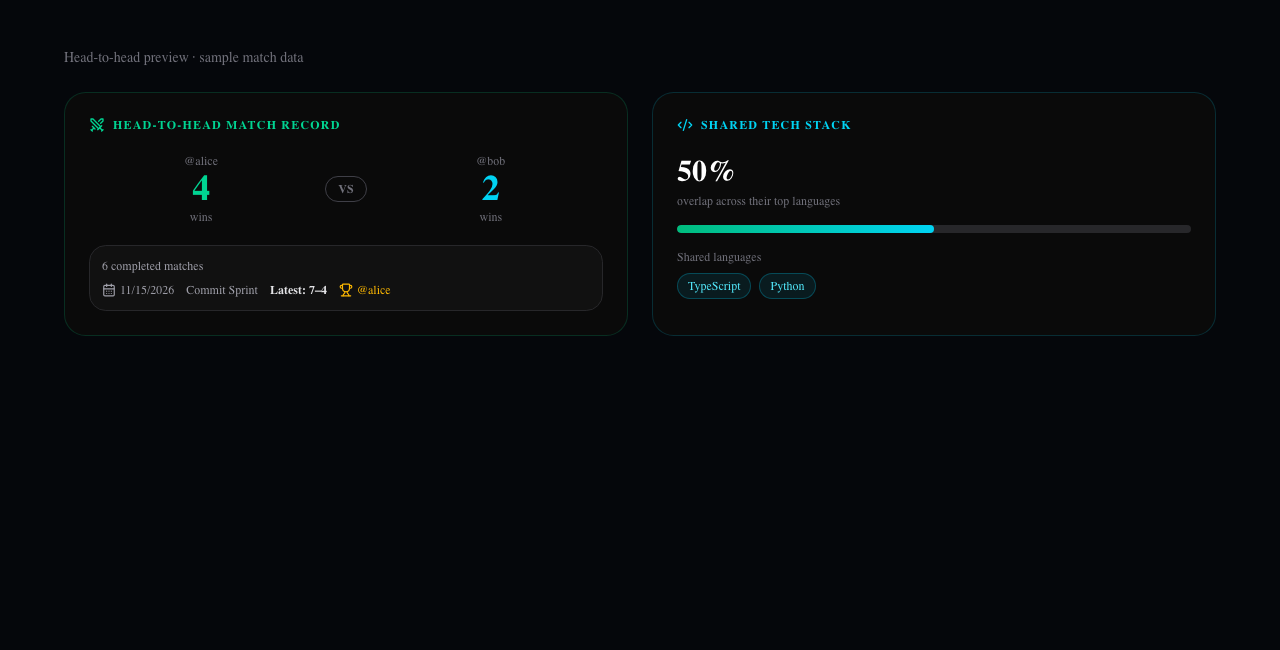 Head-to-head preview · sample match data
HEAD-TO-HEAD MATCH RECORD
@alice
4
wins
VS
@bob
2
wins
6 completed matches
11/15/2026 Commit Sprint Latest: 7–4 @alice
SHARED TECH STACK
50%
overlap across their top languages
Shared languages
TypeScript Python